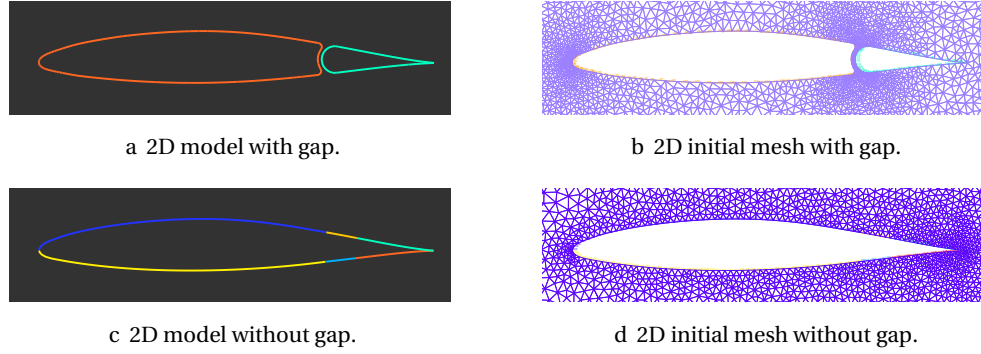 a 2D model with gap.
b 2D initial mesh with gap.
c 2D model without gap.
d 2D initial mesh without gap.